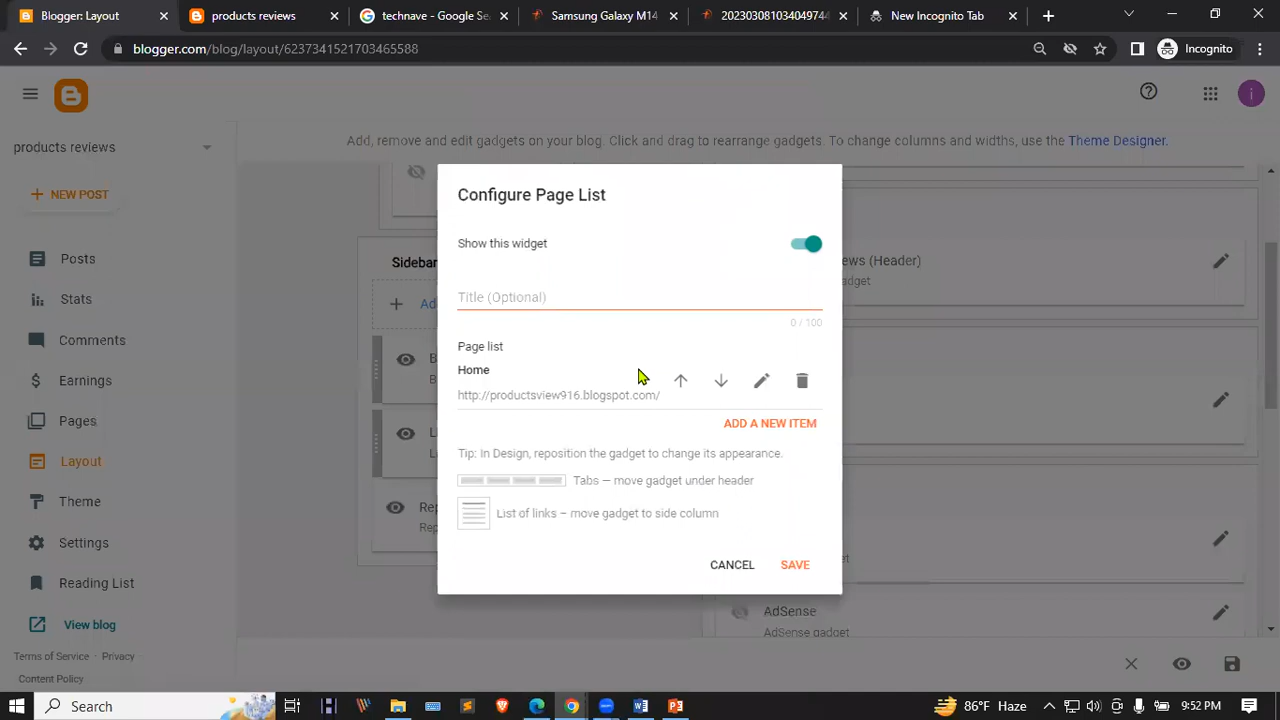 Blogger: Layout
products reviews
technave - Google Se
Samsung Galaxy M14
20230308103404974
New Incognito Tab
blogger.com/blog/layout/6237341521703465588
Incognito
i
products reviews
Add, remove and edit gadgets on your blog. Click and drag to rearrange gadgets. To change columns and widths, use the Theme Designer.
NEW POST
Posts
Stats
Comments
Earnings
Pages
Layout
Theme
Settings
Reading List
View blog
Terms of Service · Privacy
Content Policy
Sidebar
Configure Page List
Show this widget
Title (Optional)
0 / 100
Page list
Home
http://productsview916.blogspot.com/
ADD A NEW ITEM
Tip: In Design, reposition the gadget to change its appearance.
Tabs — move gadget under header
List of links – move gadget to side column
CANCEL
SAVE
ews (Header)
adget
et
AdSense
AdSense gadget
Search
86°F Haze
9:52 PM